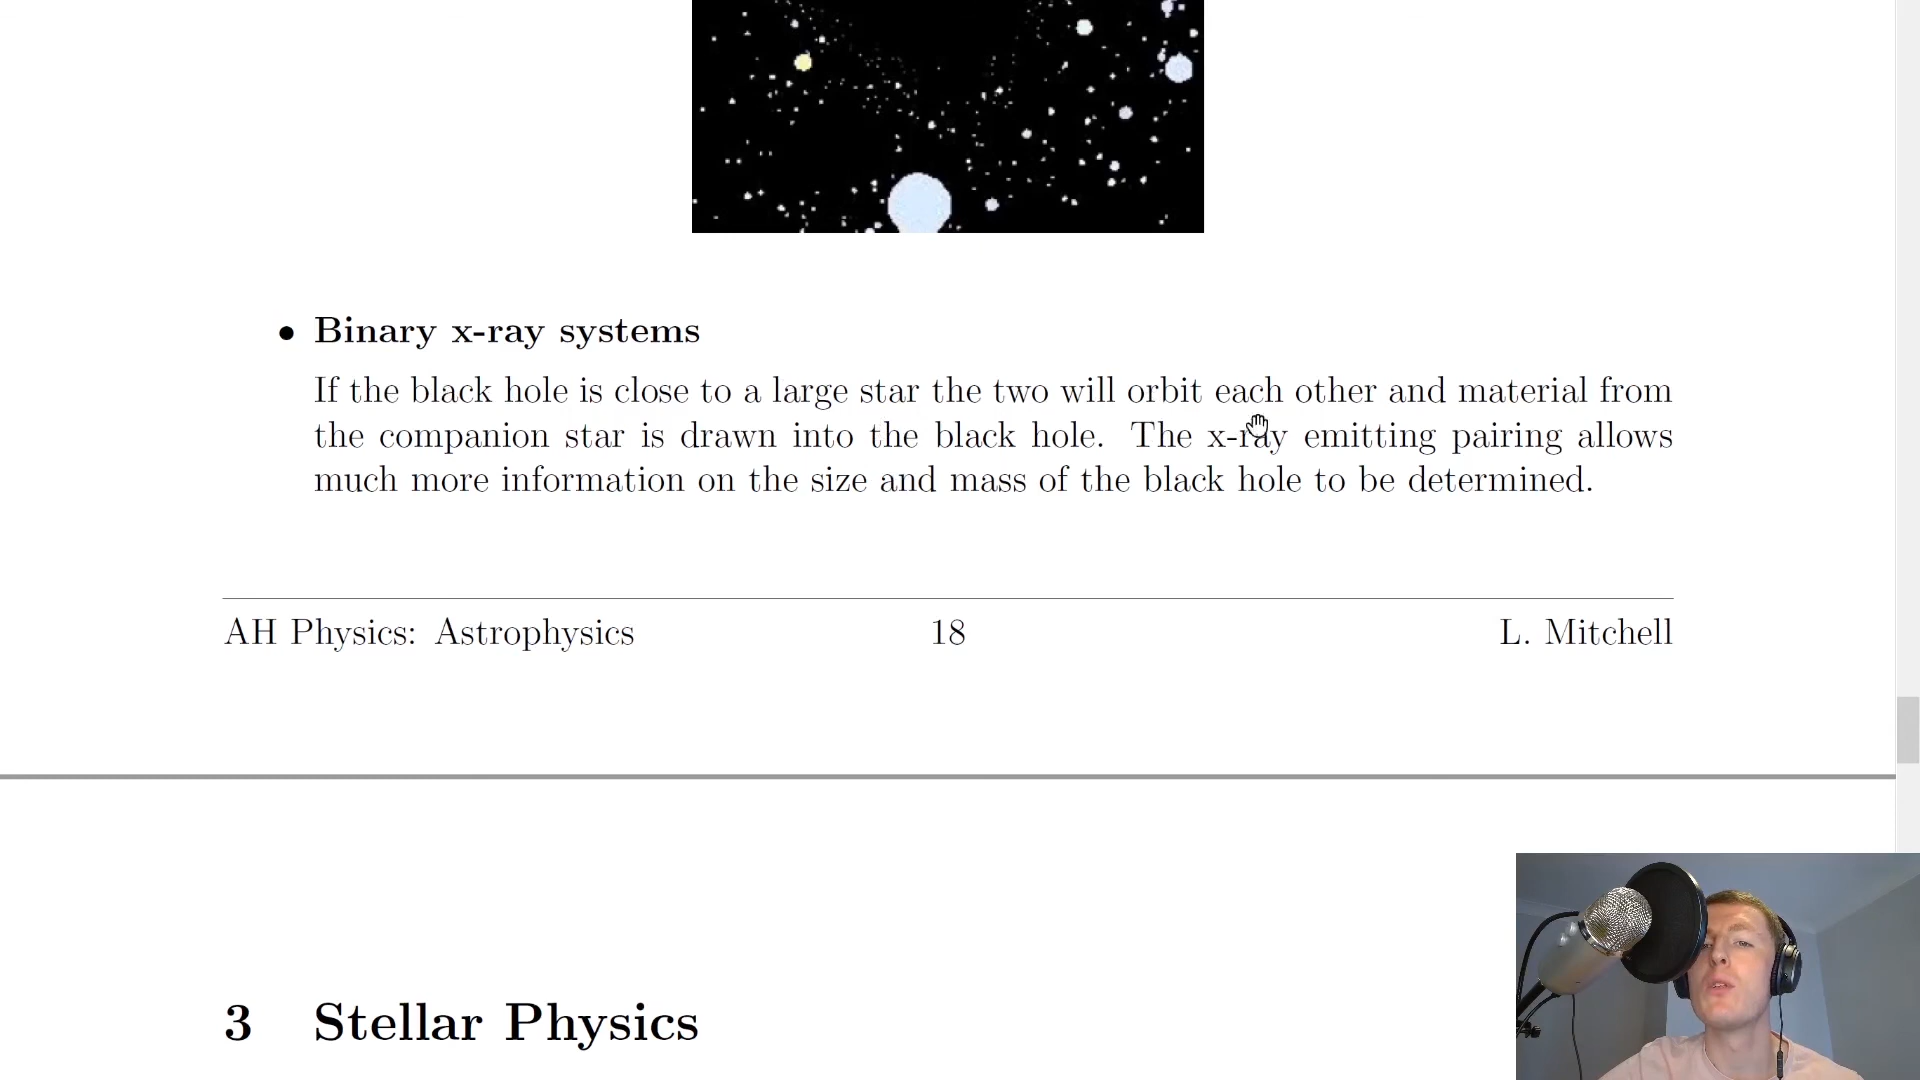 • Binary x-ray systems
If the black hole is close to a large star the two will orbit each other and material from
the companion star is drawn into the black hole. The x-ray emitting pairing allows
much more information on the size and mass of the black hole to be determined.
AH Physics: Astrophysics 18 L. Mitchell
3 Stellar Physics